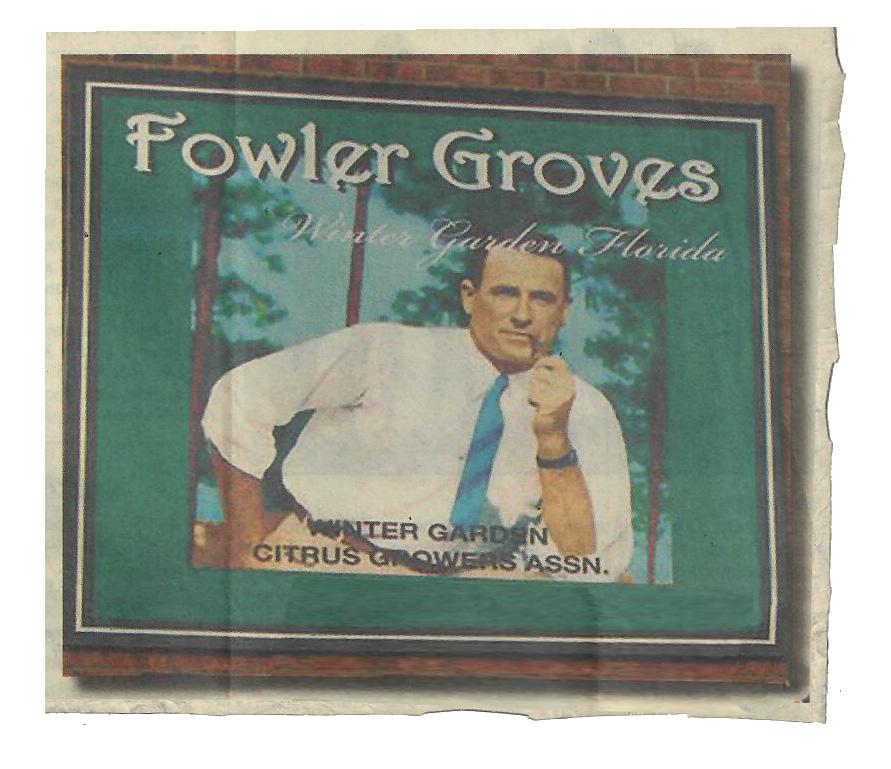 Fowler Groves
Winter Garden Florida
WINTER GARDEN
CITRUS GROWERS ASSN.